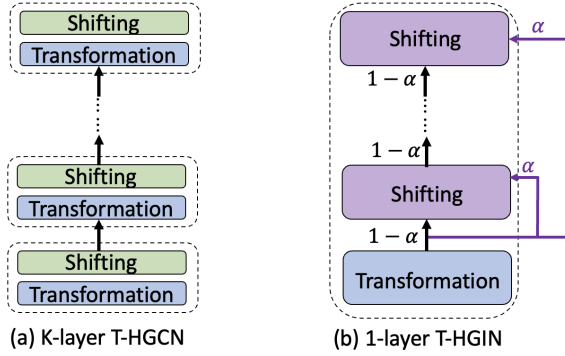 Shifting
Transformation
Shifting
Transformation
Shifting
Transformation
(a) K-layer T-HGCN
Shifting
α
1 − α
1 − α
Shifting
α
1 − α
Transformation
(b) 1-layer T-HGIN